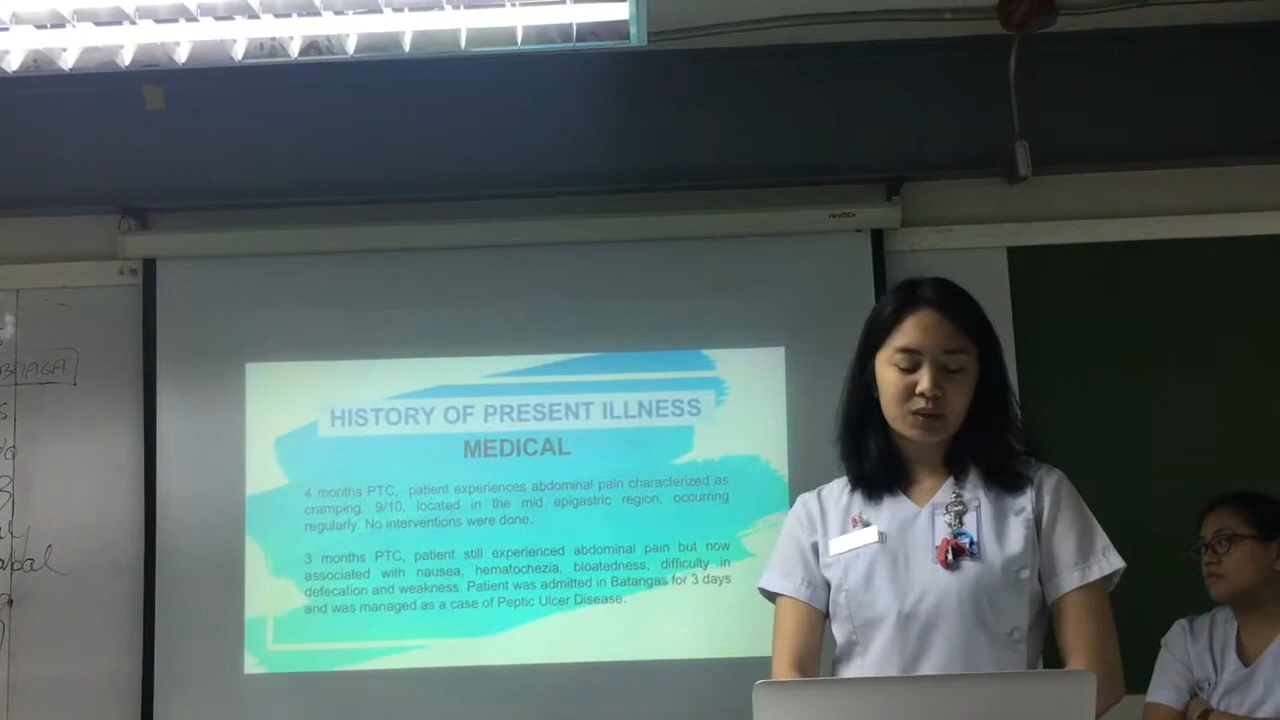 HISTORY OF PRESENT ILLNESS
MEDICAL
4 months PTC, patient experiences abdominal pain characterized as
cramping, 9/10, located in the mid epigastric region, occurring
regularly. No interventions were done.
3 months PTC, patient still experienced abdominal pain but now
associated with nausea, hematochezia, bloatedness, difficulty in
defecation and weakness. Patient was admitted in Batangas for 3 days
and was managed as a case of Peptic Ulcer Disease.